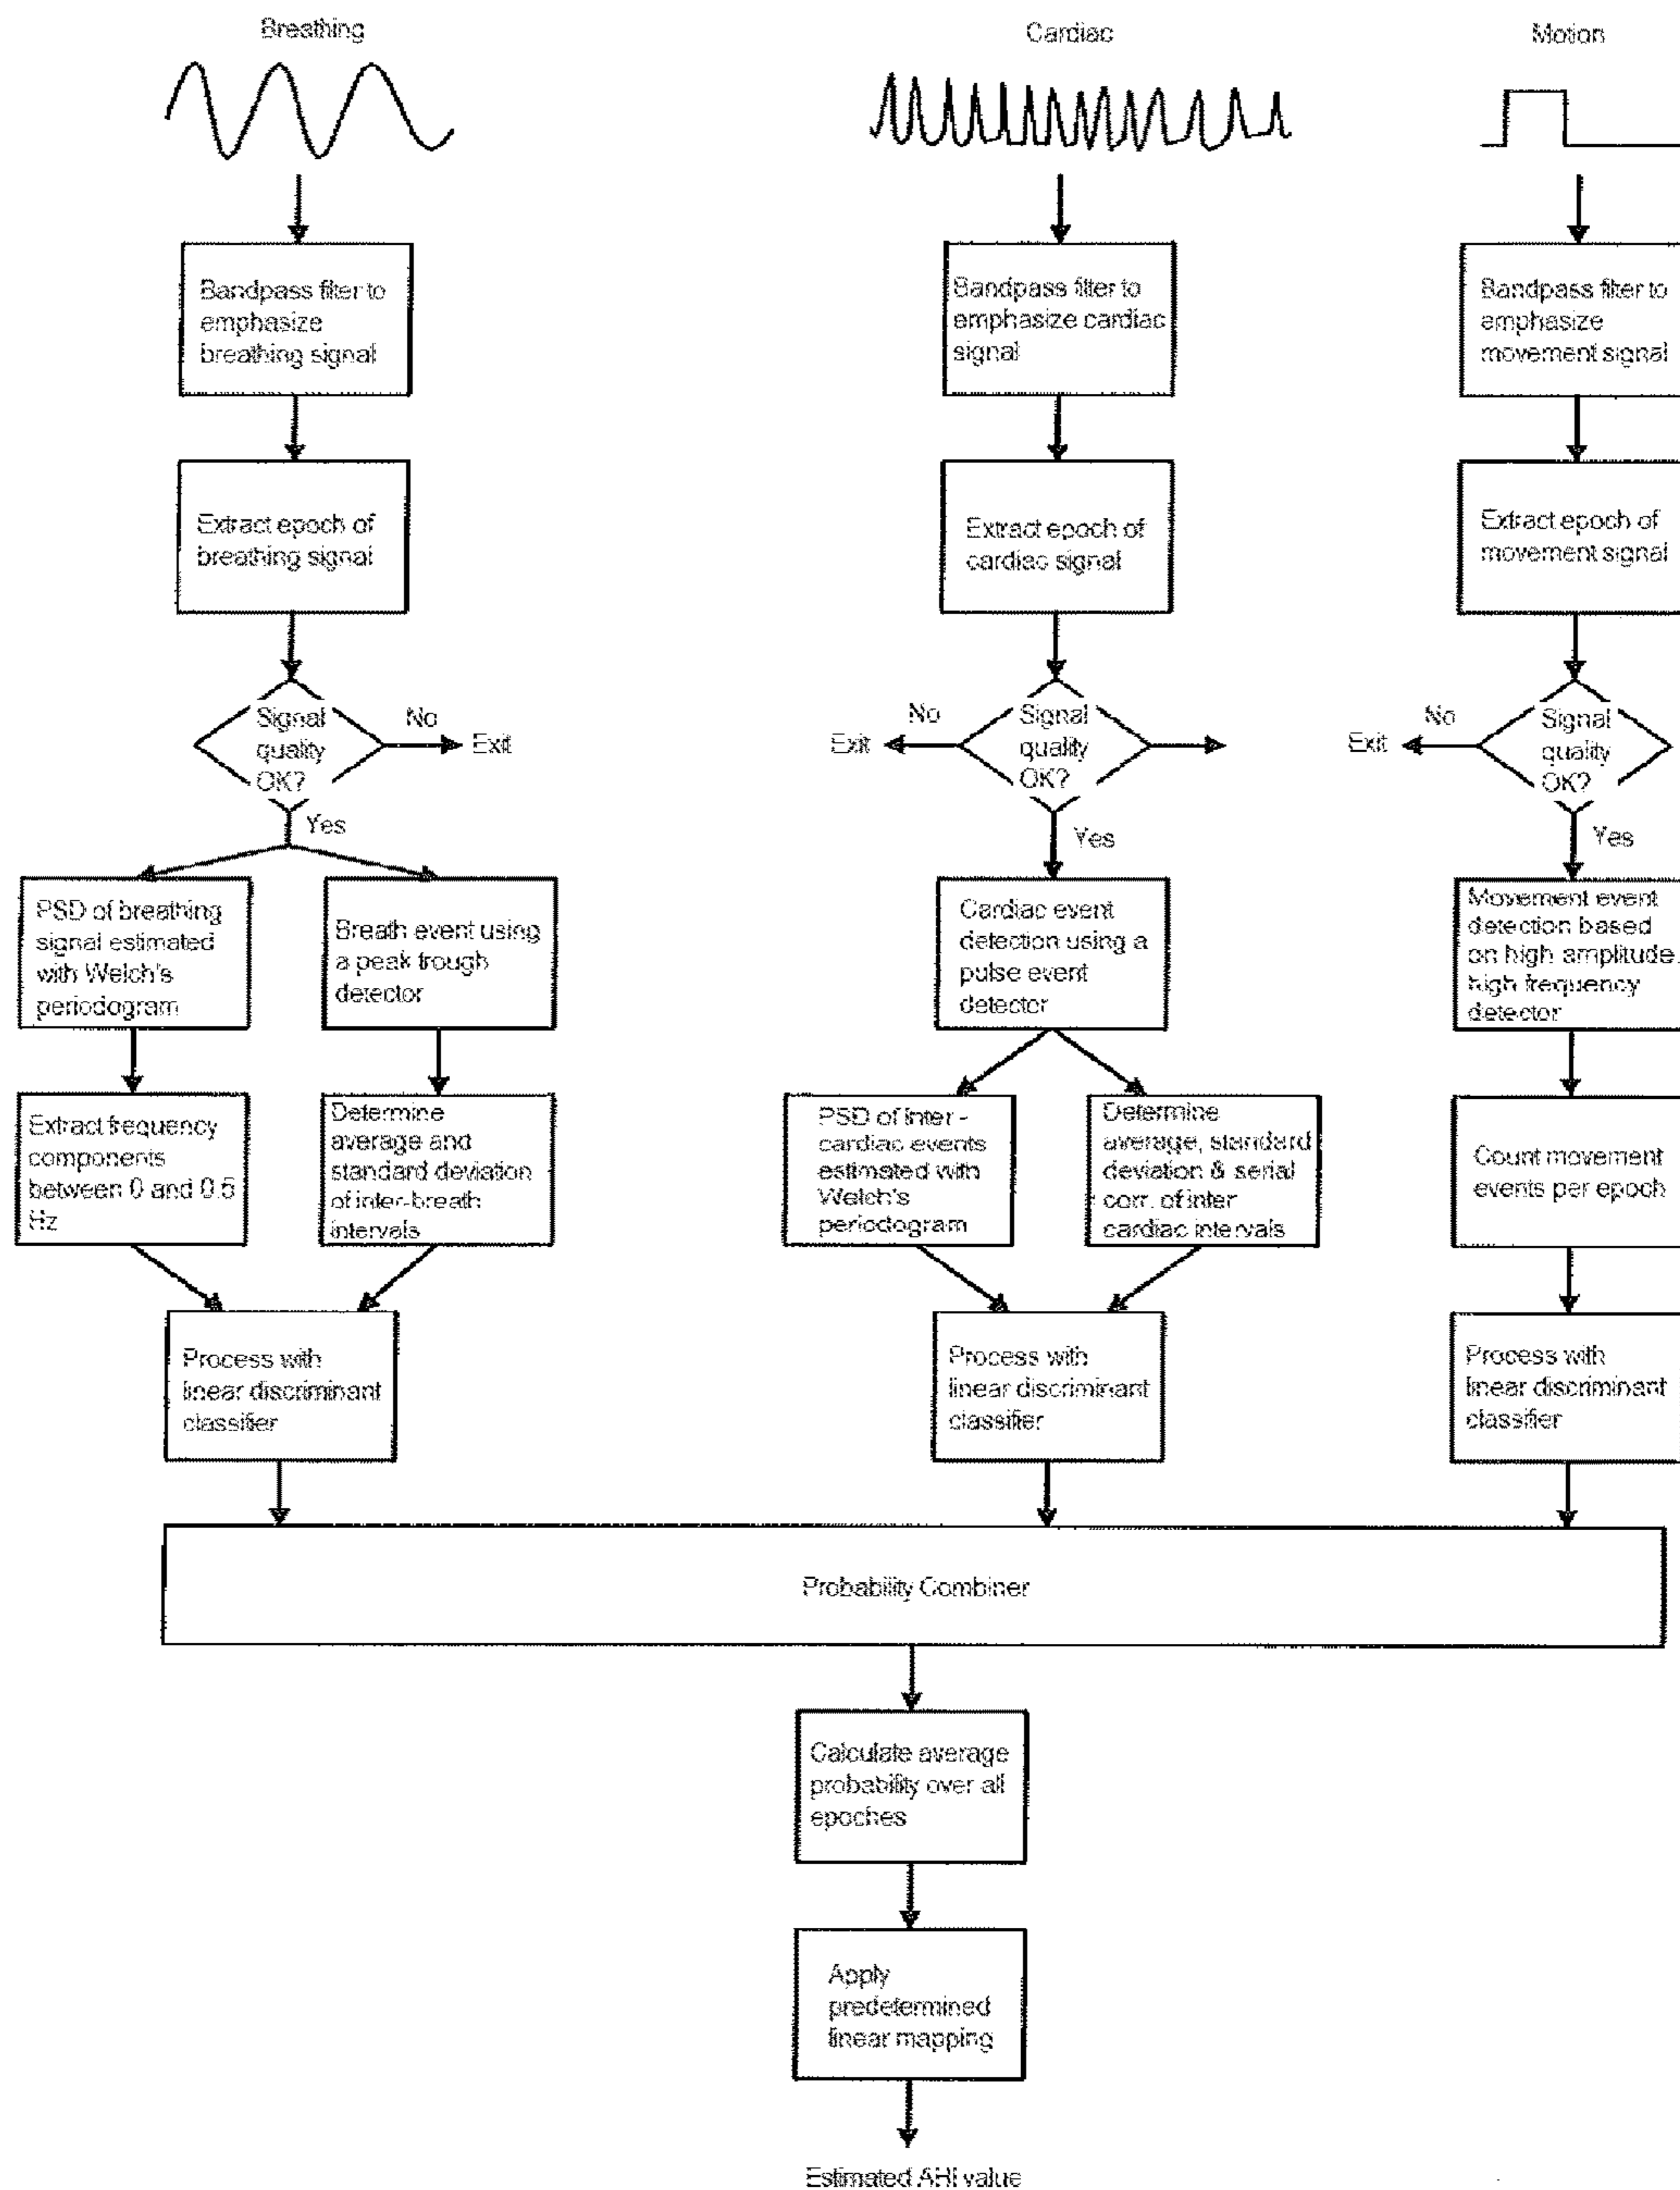 Breathing
Cardiac
Motion
Bandpass filter to
emphasize
breathing signal
Bandpass filter to
emphasize cardiac
signal
Bandpass filter to
emphasize
movement signal
Extract epoch of
breathing signal
Extract epoch of
cardiac signal
Extract epoch of
movement signal
Signal
quality
OK?
No
Exit
Yes
No
Exit
Signal
quality
OK?
Yes
No
Exit
Signal
quality
OK?
Yes
PSD of breathing
signal estimated
with Welch's
periodogram
Breath event using
a peak trough
detector
Cardiac event
detection using a
pulse event
detector
Movement event
detection based
on high amplitude,
high frequency
detector
Extract frequency
components
between 0 and 0.5
Hz
Determine
average and
standard deviation
of inter-breath
intervals
PSD of Inter -
cardiac events
estimated with
Welch's
periodogram
Determine
average, standard
deviation & serial
corr. of inter
cardiac intervals
Count movement
events per epoch
Process with
linear discriminant
classifier
Process with
linear discriminant
classifier
Process with
linear discriminant
classifier
Probability Combiner
Calculate average
probability over all
epoches
Apply
predetermined
linear mapping
Estimated AHI value